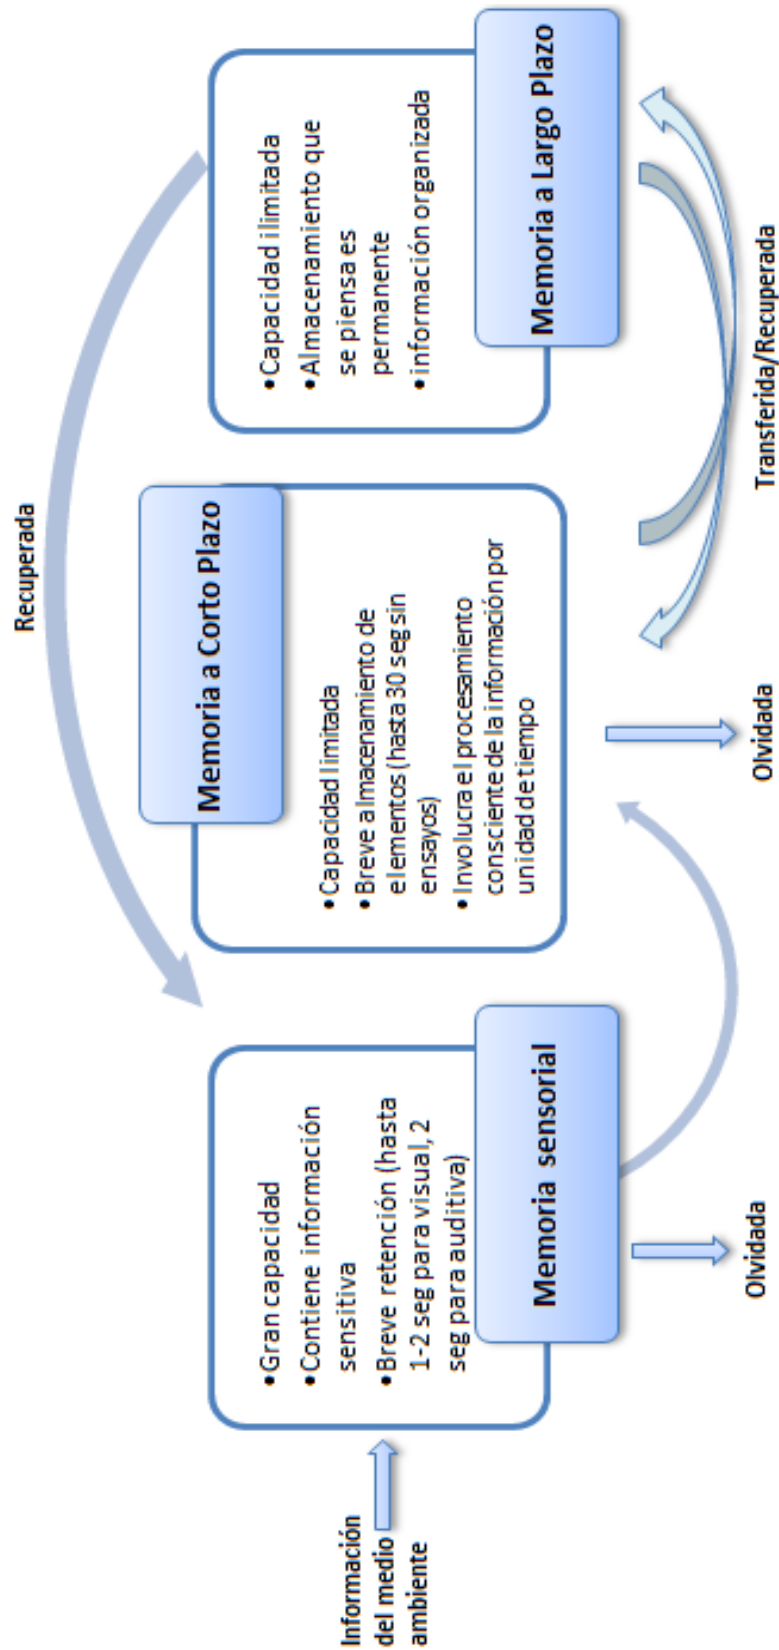 Recuperada
Información
del medio
ambiente
•Gran capacidad
•Contiene información
sensitiva
•Breve retención (hasta
1-2 seg para visual, 2
seg para auditiva)
Memoria sensorial
Olvidada
Memoria a Corto Plazo
•Capacidad limitada
•Breve almacenamiento de
elementos (hasta 30 seg sin
ensayos)
•Involucra el procesamiento
consciente de la información por
unidad de tiempo
Olvidada
•Capacidad ilimitada
•Almacenamiento que
se piensa es
permanente
•información organizada
Memoria a Largo Plazo
Transferida/Recuperada